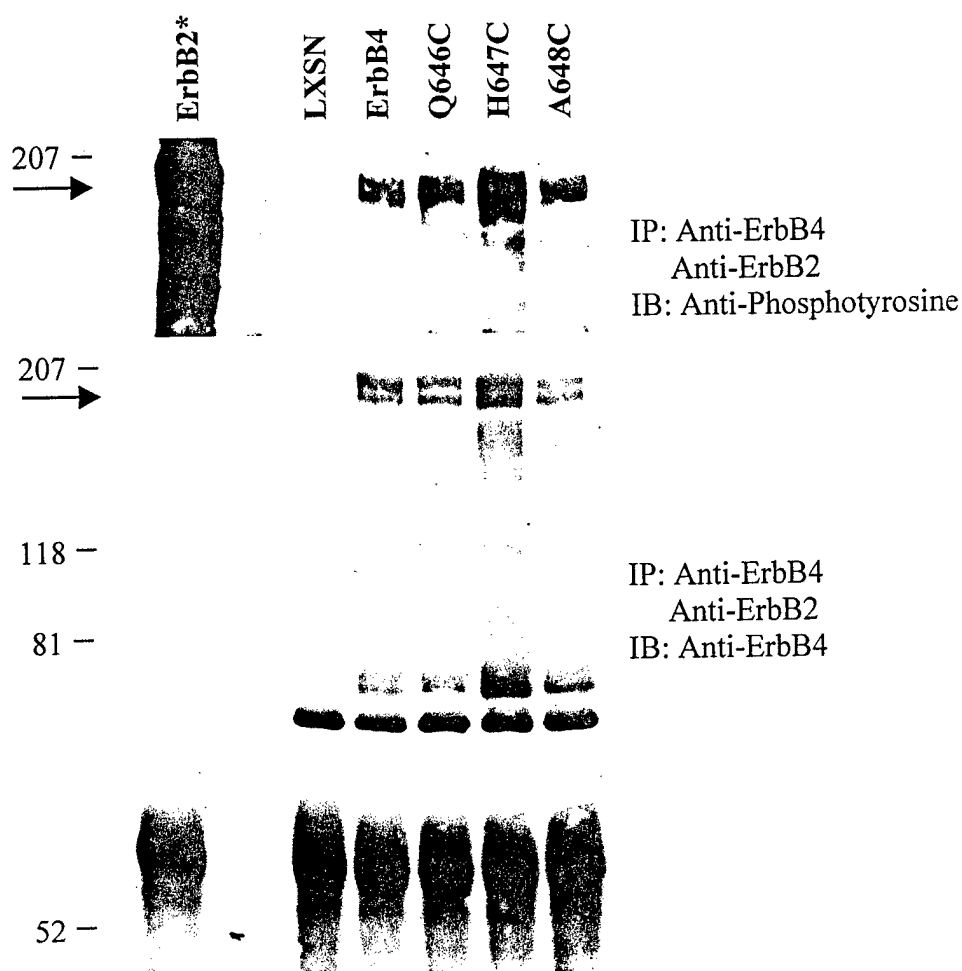 ErbB2*
LXSN
ErbB4
Q646C
H647C
A648C
207
IP: Anti-ErbB4
Anti-ErbB2
IB: Anti-Phosphotyrosine
207
118
IP: Anti-ErbB4
Anti-ErbB2
81
IB: Anti-ErbB4
52